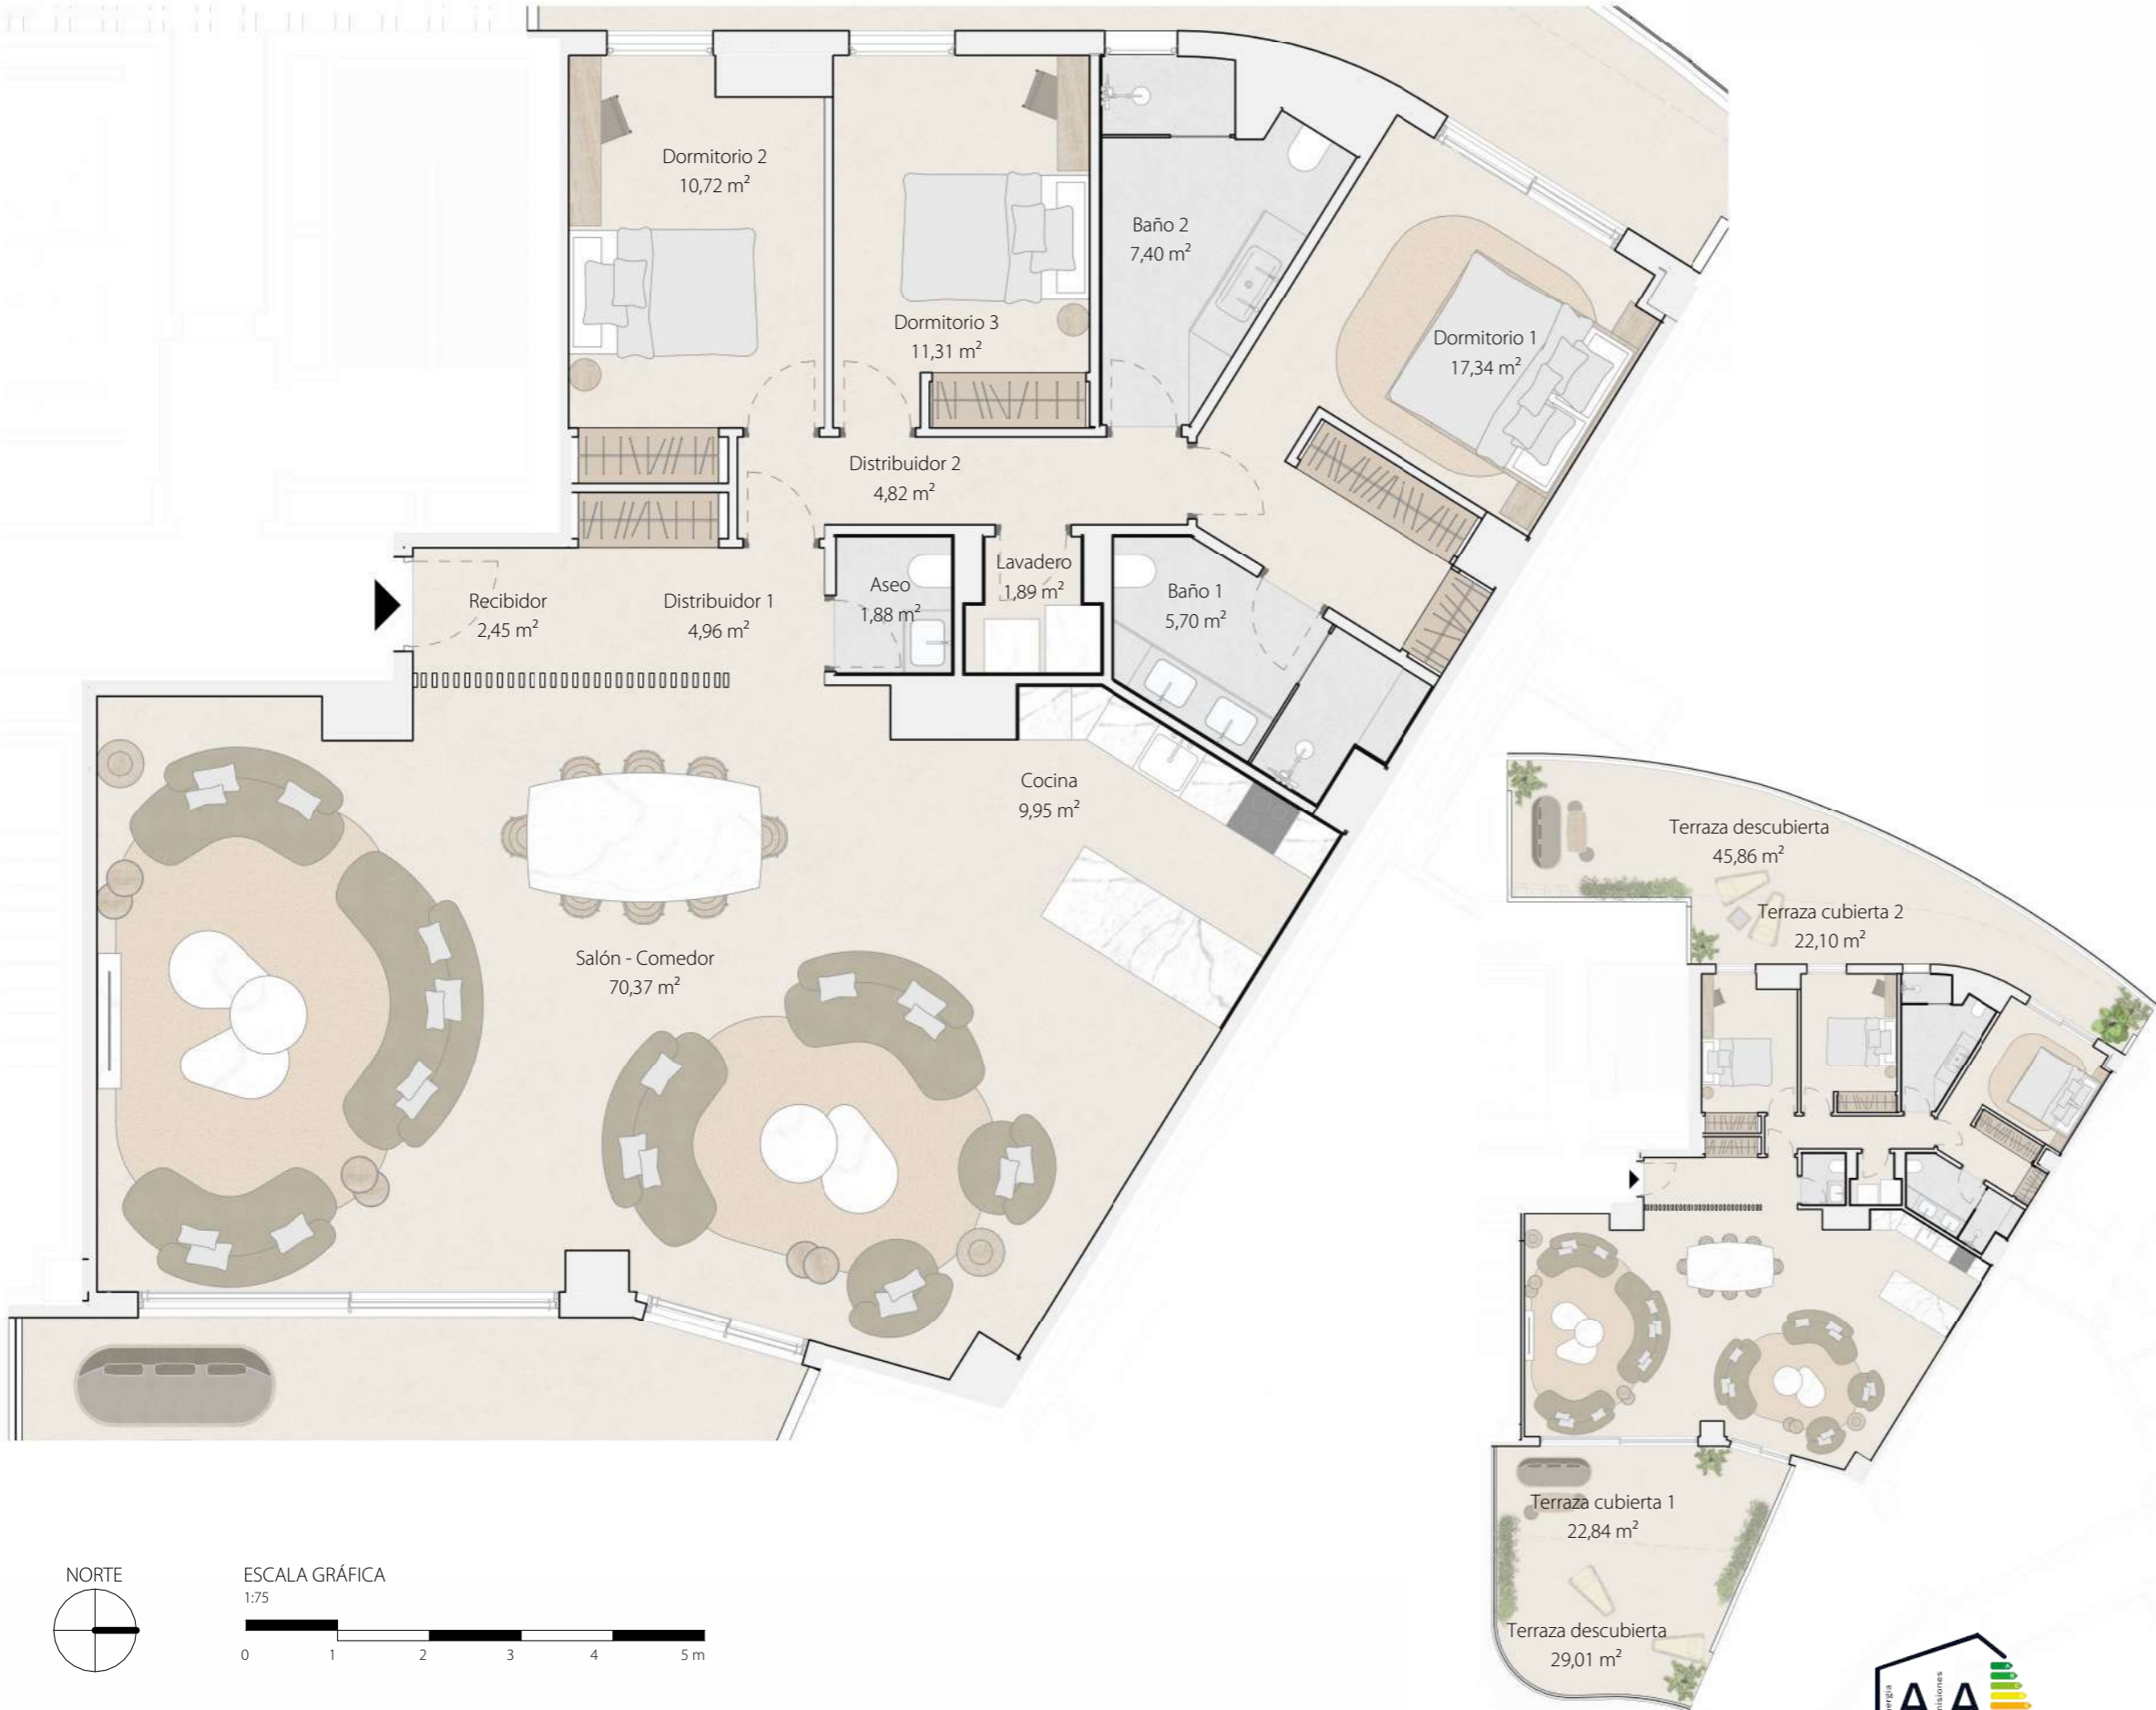 Dormitorio 2
10,72 m²
Dormitorio 3
11,31 m²
Baño 2
7,40 m²
Dormitorio 1
17,34 m²
Distribuidor 2
4,82 m²
Recibidor
2,45 m²
Distribuidor 1
4,96 m²
Aseo
1,88 m²
Lavadero
1,89 m²
Baño 1
5,70 m²
Cocina
9,95 m²
Salón - Comedor
70,37 m²
Terraza descubierta
45,86 m²
Terraza cubierta 2
22,10 m²
Terraza cubierta 1
22,84 m²
Terraza descubierta
29,01 m²
NORTE
ESCALA GRÁFICA
1:75
0 1 2 3 4 5 m
A A